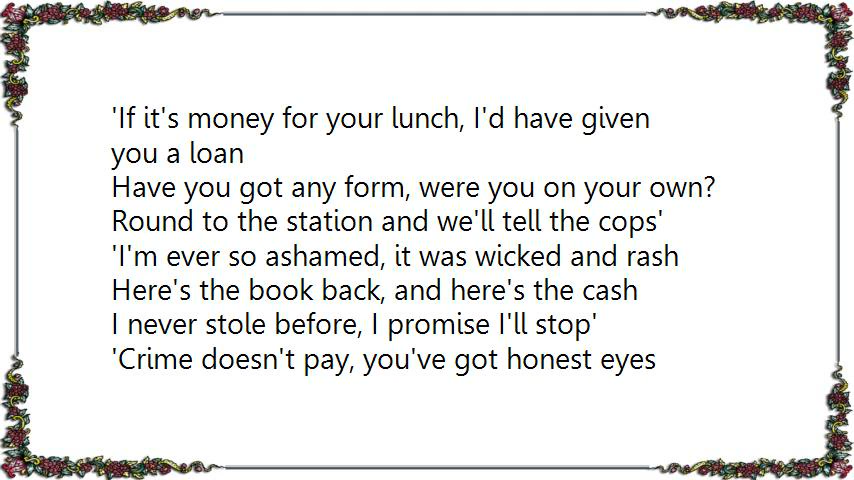 'If it's money for your lunch, I'd have given
you a loan
Have you got any form, were you on your own?
Round to the station and we'll tell the cops'
'I'm ever so ashamed, it was wicked and rash
Here's the book back, and here's the cash
I never stole before, I promise I'll stop'
'Crime doesn't pay, you've got honest eyes